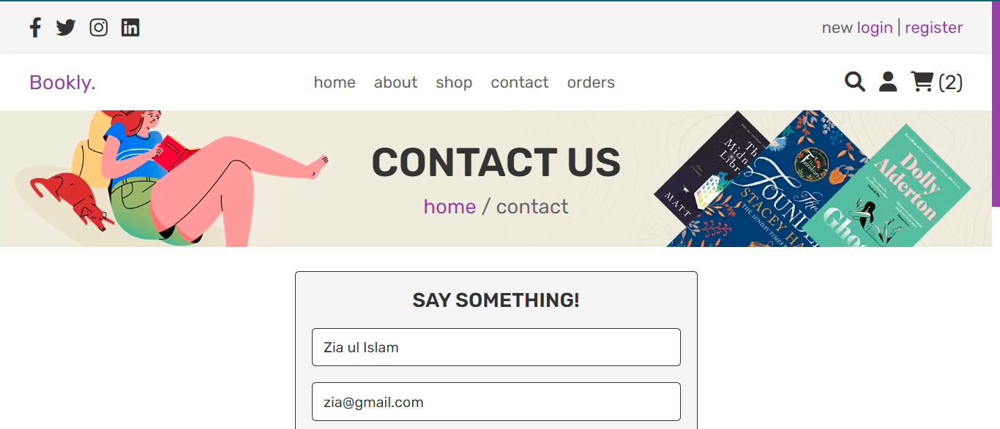 new login | register
Bookly.
home about shop contact orders
(2)
CONTACT US
home / contact
Th
Midn
Libr
MATT
The
FOUND
STACEY HA
THE SUNDAY TIMES
Dolly
Alderton
Gho
SAY SOMETHING!
Zia ul Islam
zia@gmail.com